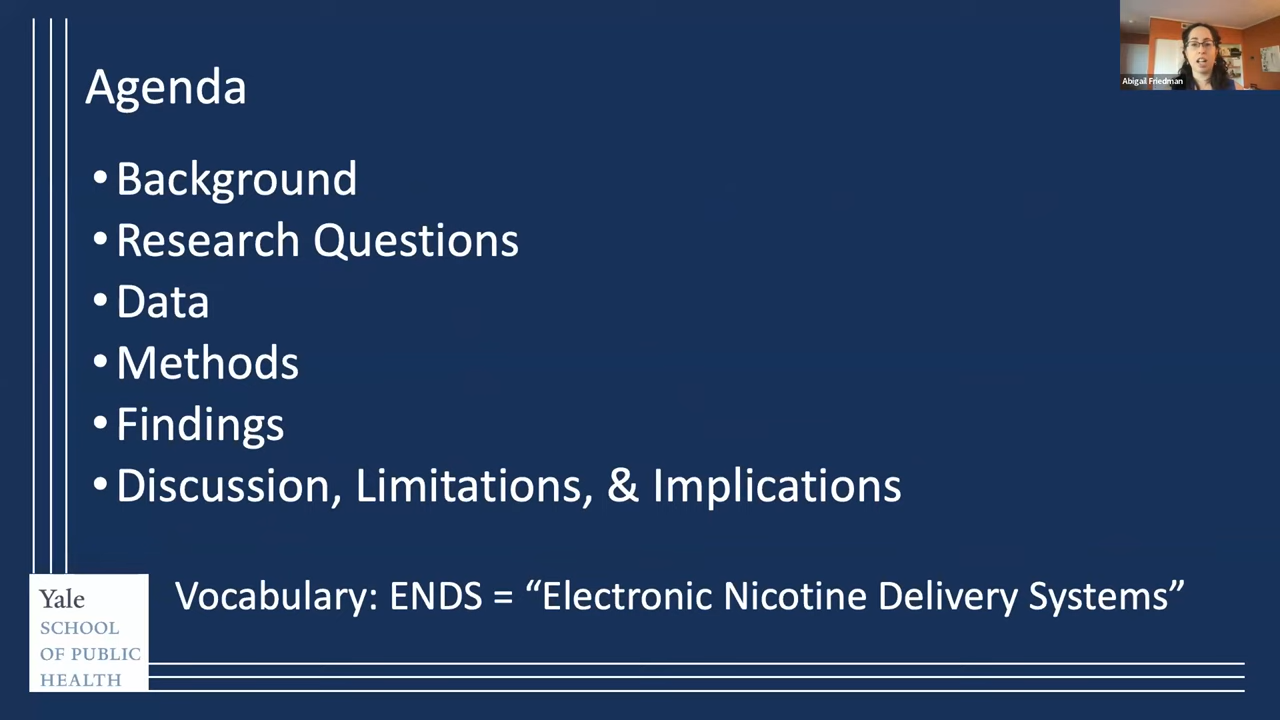 Agenda
Abigail Friedman
• Background
• Research Questions
• Data
• Methods
• Findings
• Discussion, Limitations, & Implications
Vocabulary: ENDS = “Electronic Nicotine Delivery Systems”
Yale
SCHOOL
OF PUBLIC
HEALTH